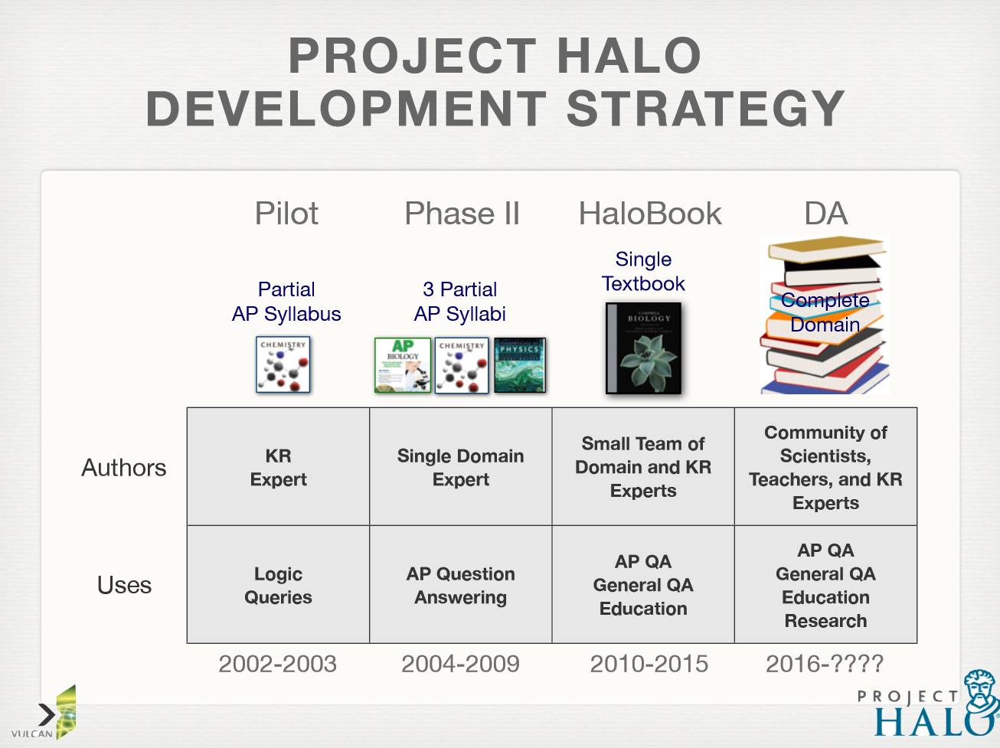 PROJECT HALO
DEVELOPMENT STRATEGY
Pilot
Phase II
HaloBook
DA
Partial
AP Syllabus
3 Partial
AP Syllabi
Single
Textbook
Complete
Domain
CHEMISTRY
AP
BIOLOGY
CHEMISTRY
PHYSICS
CAMPBELL
BIOLOGY
Authors
KR
Expert
Single Domain
Expert
Small Team of
Domain and KR
Experts
Community of
Scientists,
Teachers, and KR
Experts
Uses
Logic
Queries
AP Question
Answering
AP QA
General QA
Education
AP QA
General QA
Education
Research
2002-2003
2004-2009
2010-2015
2016-????
VULCAN
PROJECT
HALO